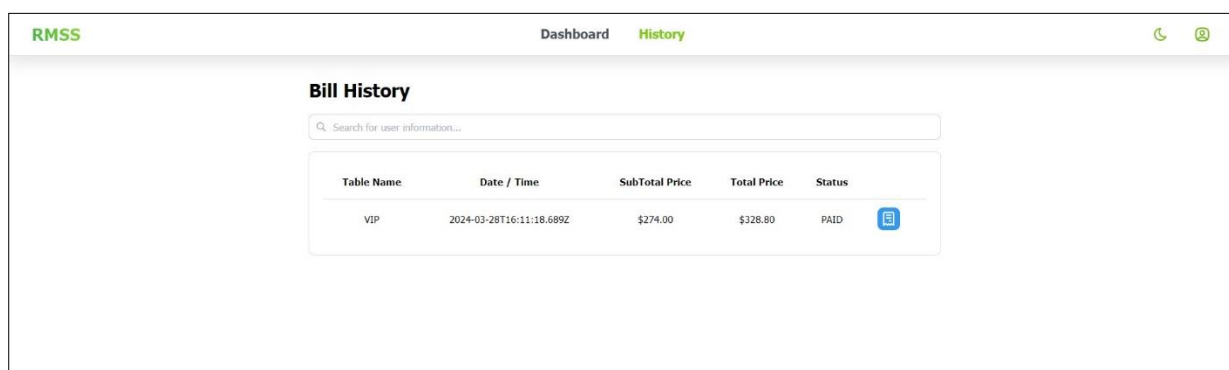 RMSS Dashboard History
Bill History
Search for user information...
Table Name Date / Time SubTotal Price Total Price Status
VIP 2024-03-28T16:11:18.689Z $274.00 $328.80 PAID